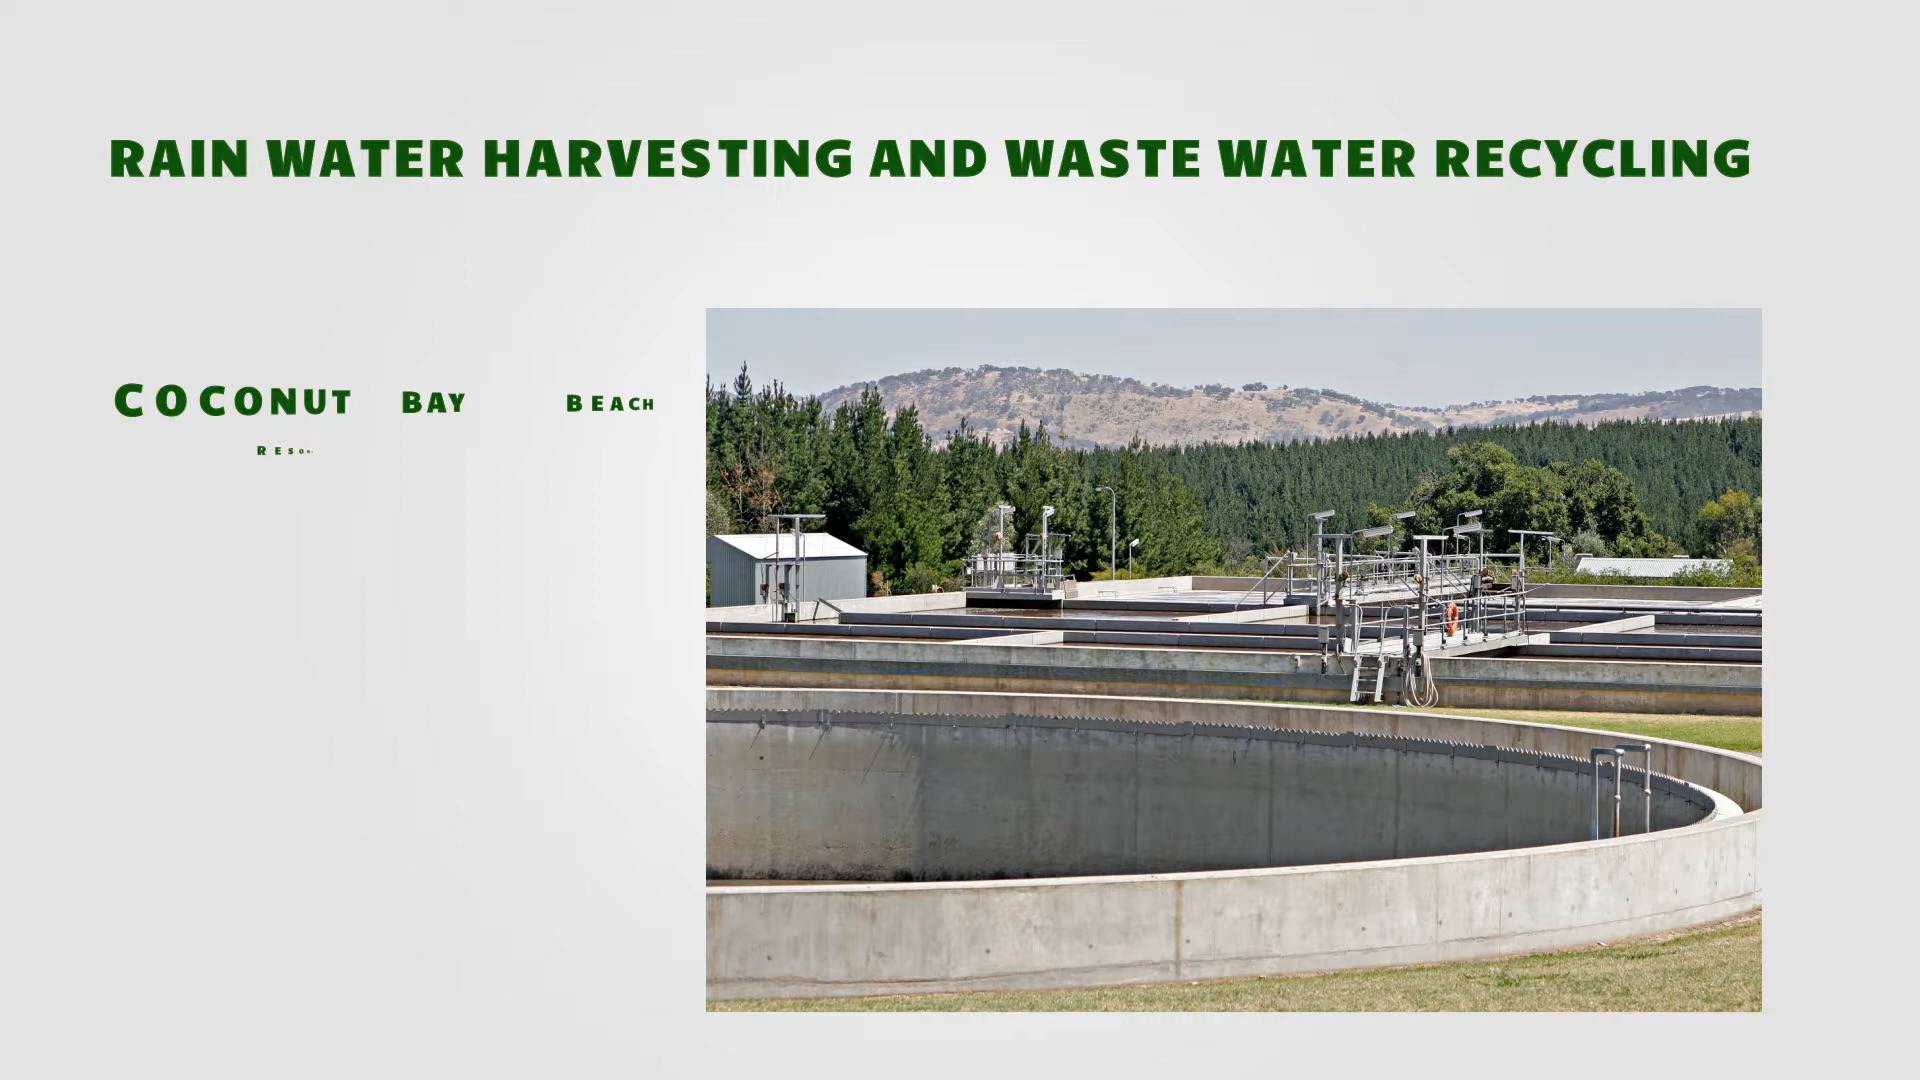 RAIN WATER HARVESTING AND WASTE WATER RECYCLING
COCONUT BAY BEACH